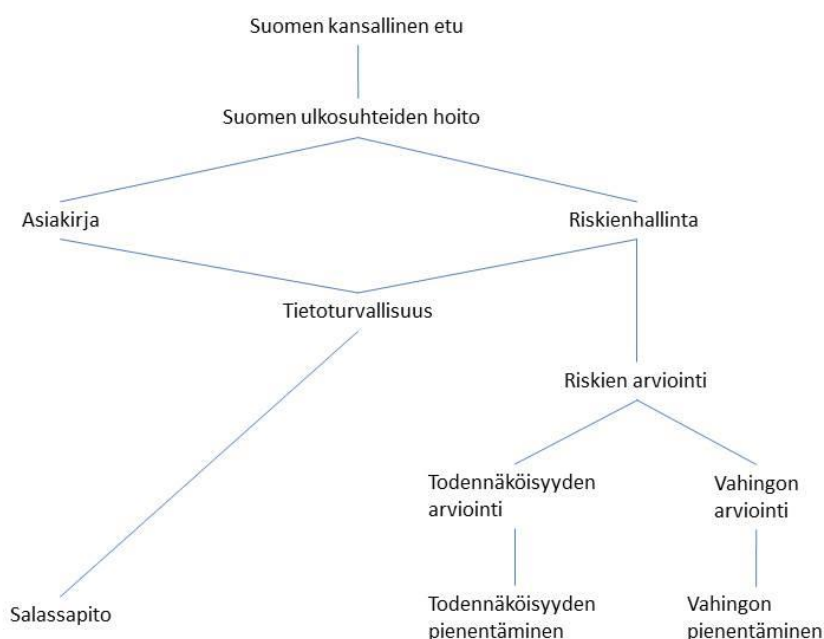 Suomen kansallinen etu
Suomen ulkosuhteiden hoito
Asiakirja
Riskienhallinta
Tietoturvallisuus
Riskien arviointi
Todennäköisyyden
arviointi
Vahingon
arviointi
Salassapito
Todennäköisyyden
pienentäminen
Vahingon
pienentäminen